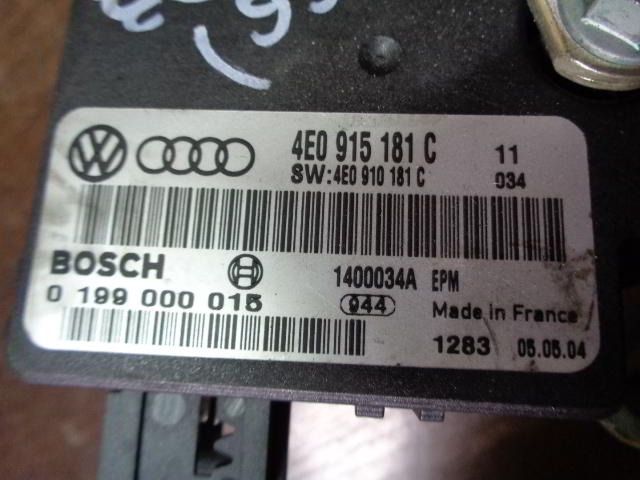 4E0 915 181 C 11
SW:4E0 910 181 C 034
BOSCH 1400034A EPM
0 199 000 015 044 Made in France
1283 05.05.04